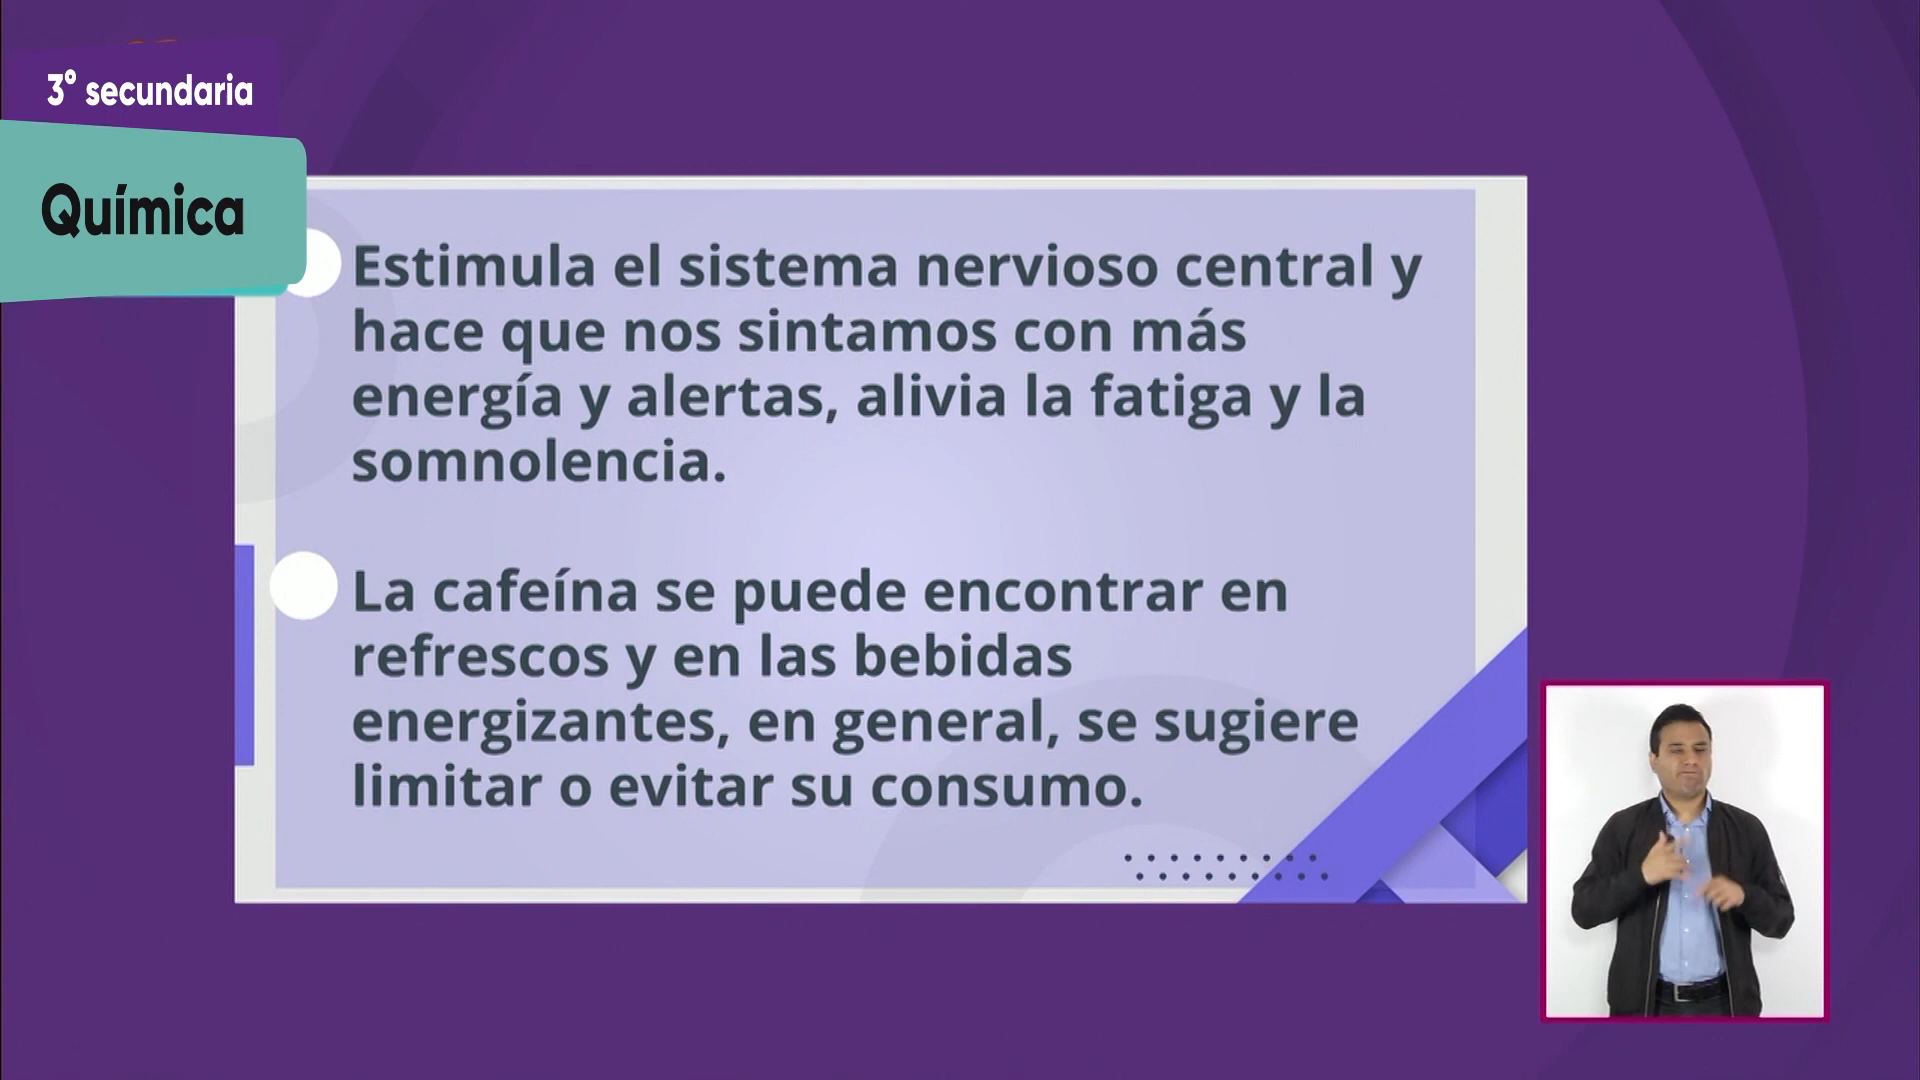 3° secundaria
Química
Estimula el sistema nervioso central y
hace que nos sintamos con más
energía y alertas, alivia la fatiga y la
somnolencia.
La cafeína se puede encontrar en
refrescos y en las bebidas
energizantes, en general, se sugiere
limitar o evitar su consumo.